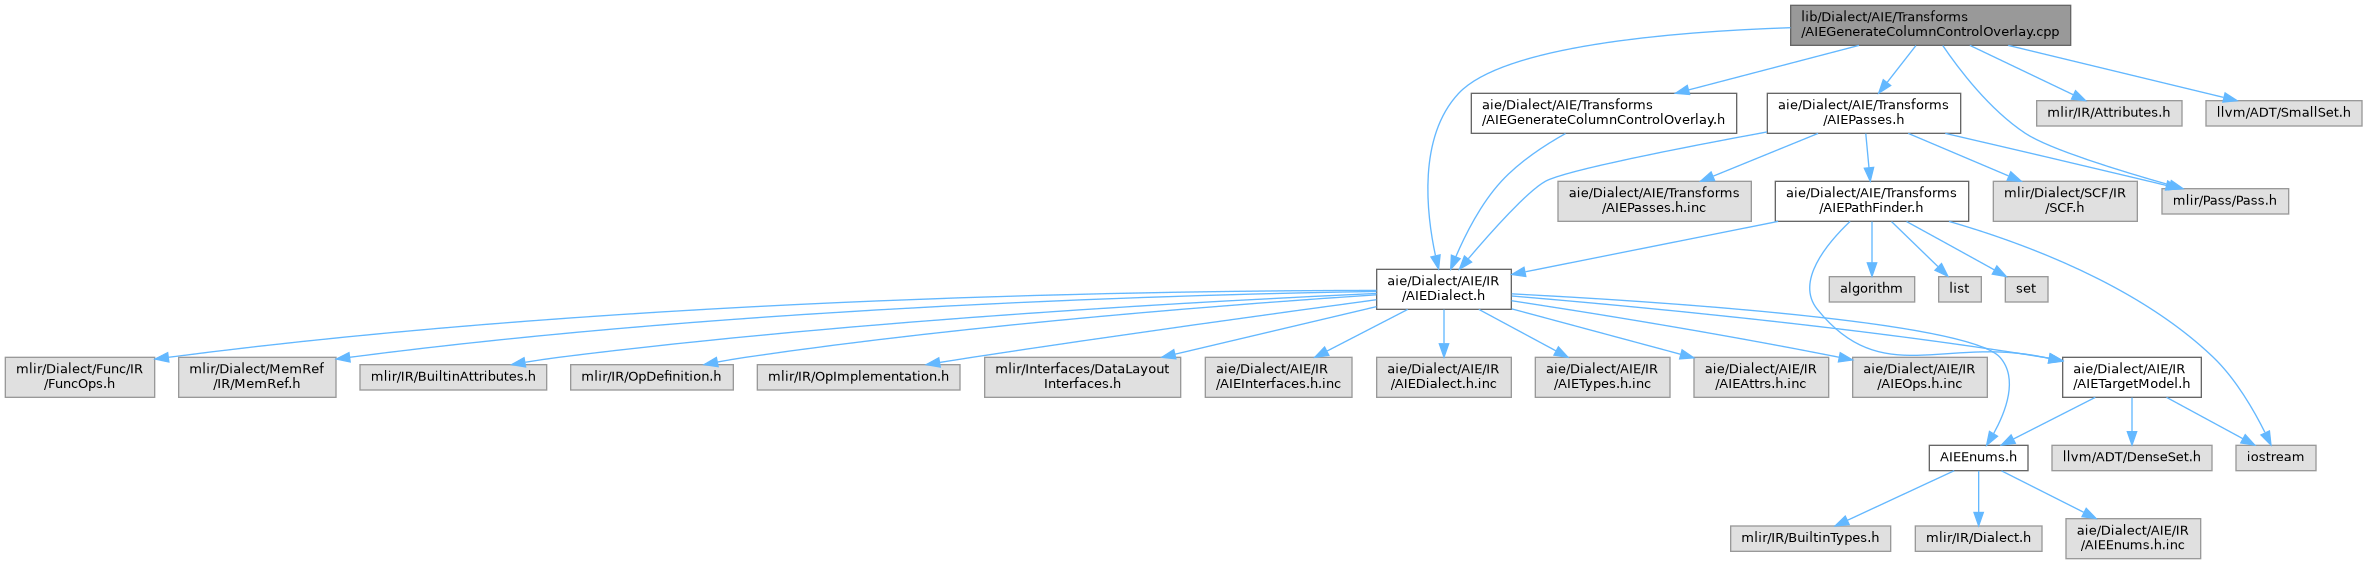 lib/Dialect/AIE/Transforms
/AIEGenerateColumnControlOverlay.cpp
aie/Dialect/AIE/Transforms
/AIEGenerateColumnControlOverlay.h
aie/Dialect/AIE/Transforms
/AIEPasses.h
mlir/IR/Attributes.h
llvm/ADT/SmallSet.h
aie/Dialect/AIE/Transforms
/AIEPasses.h.inc
aie/Dialect/AIE/Transforms
/AIEPathFinder.h
mlir/Dialect/SCF/IR
/SCF.h
mlir/Pass/Pass.h
aie/Dialect/AIE/IR
/AIEDialect.h
algorithm
list
set
mlir/Dialect/Func/IR
/FuncOps.h
mlir/Dialect/MemRef
/IR/MemRef.h
mlir/IR/BuiltinAttributes.h
mlir/IR/OpDefinition.h
mlir/IR/OpImplementation.h
mlir/Interfaces/DataLayout
Interfaces.h
aie/Dialect/AIE/IR
/AIEInterfaces.h.inc
aie/Dialect/AIE/IR
/AIEDialect.h.inc
aie/Dialect/AIE/IR
/AIETypes.h.inc
aie/Dialect/AIE/IR
/AIEAttrs.h.inc
aie/Dialect/AIE/IR
/AIEOps.h.inc
aie/Dialect/AIE/IR
/AIETargetModel.h
AIEEnums.h
llvm/ADT/DenseSet.h
iostream
mlir/IR/BuiltinTypes.h
mlir/IR/Dialect.h
aie/Dialect/AIE/IR
/AIEEnums.h.inc